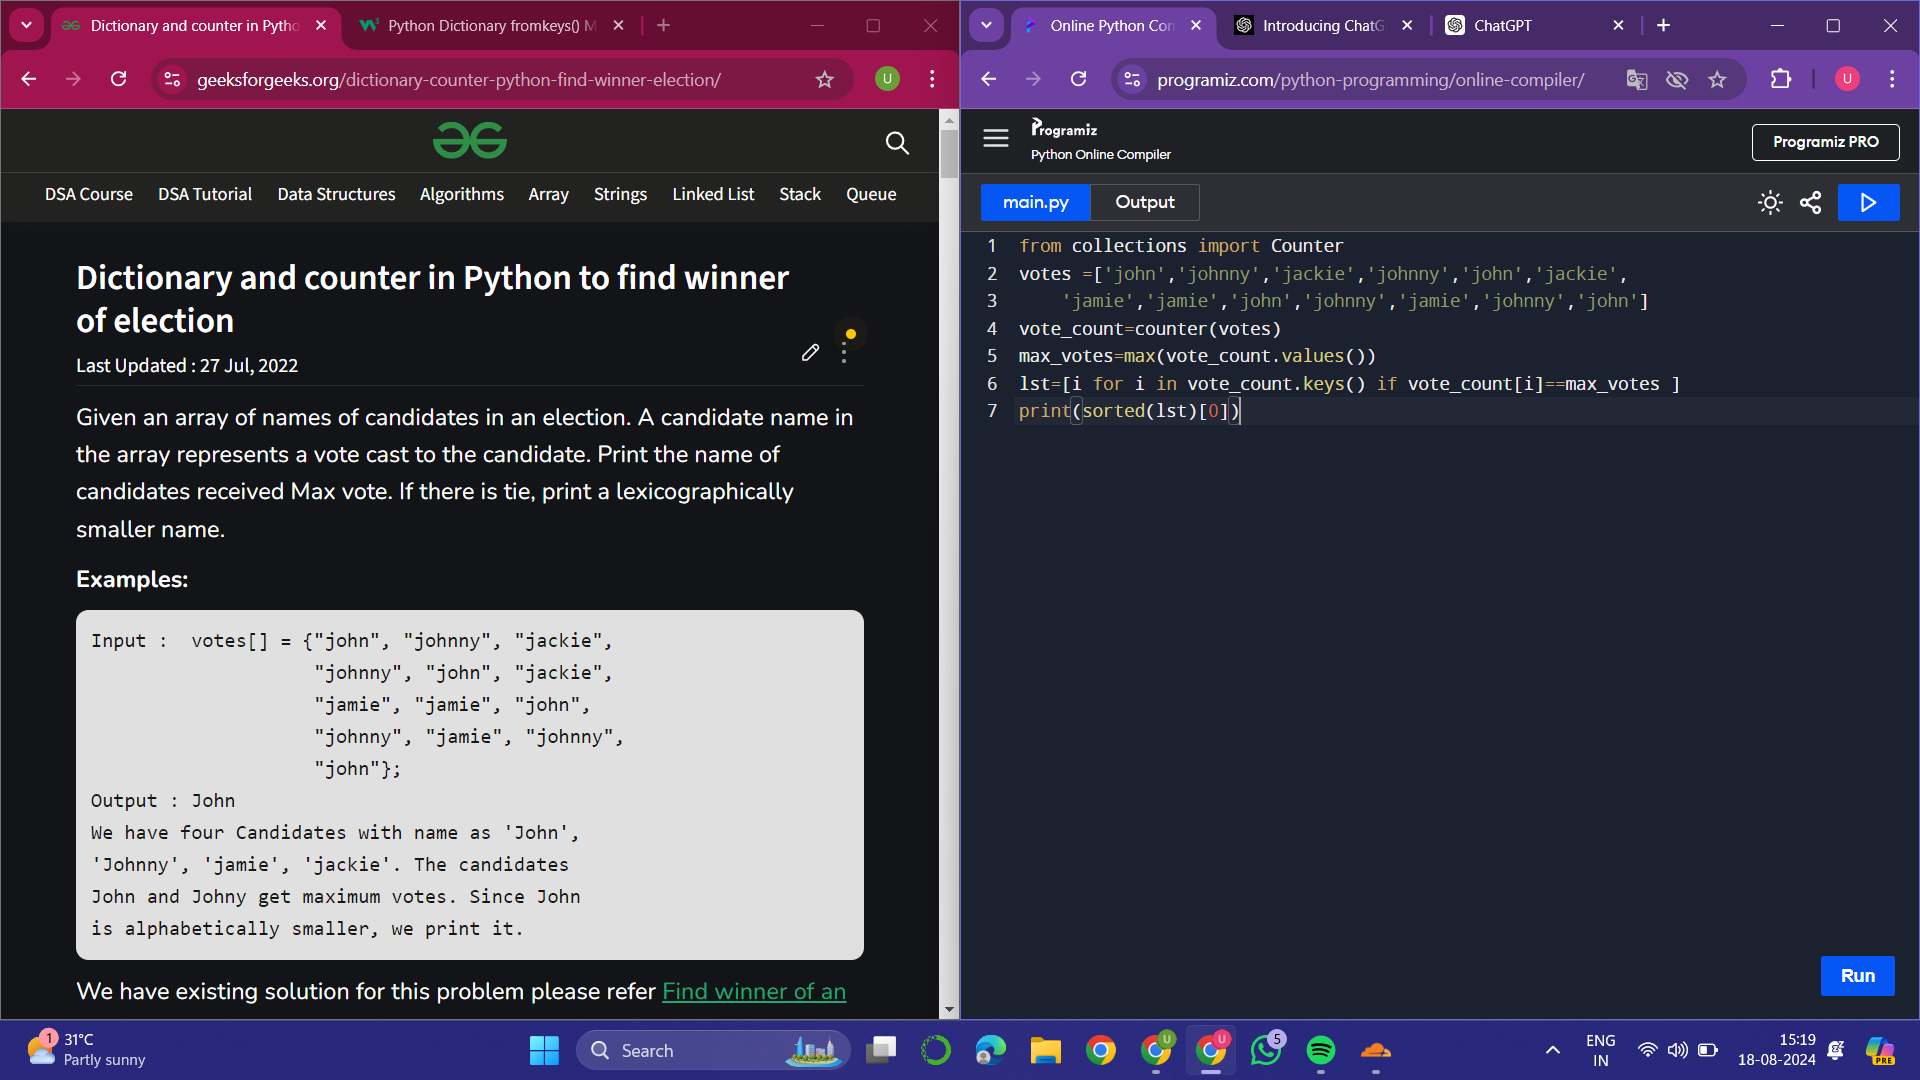 Dictionary and counter in Pytho
Python Dictionary fromkeys() M
geeksforgeeks.org/dictionary-counter-python-find-winner-election/
U
DSA Course DSA Tutorial Data Structures Algorithms Array Strings Linked List Stack Queue
Dictionary and counter in Python to find winner
of election
Last Updated : 27 Jul, 2022
Given an array of names of candidates in an election. A candidate name in
the array represents a vote cast to the candidate. Print the name of
candidates received Max vote. If there is tie, print a lexicographically
smaller name.
Examples:
Input :  votes[] = {"john", "johnny", "jackie",
"johnny", "john", "jackie",
"jamie", "jamie", "john",
"johnny", "jamie", "johnny",
"john"};
Output : John
We have four Candidates with name as 'John',
'Johnny', 'jamie', 'jackie'. The candidates
John and Johny get maximum votes. Since John
is alphabetically smaller, we print it.
We have existing solution for this problem please refer Find winner of an
Online Python Con
Introducing ChatG
ChatGPT
programiz.com/python-programming/online-compiler/
U
Programiz
Python Online Compiler
Programiz PRO
main.py
Output
1 from collections import Counter
2 votes =['john','johnny','jackie','johnny','john','jackie',
3     'jamie','jamie','john','johnny','jamie','johnny','john']
4 vote_count=counter(votes)
5 max_votes=max(vote_count.values())
6 lst=[i for i in vote_count.keys() if vote_count[i]==max_votes ]
7 print(sorted(lst)[0])
Run
1
31°C
Partly sunny
Search
U
U
5
ENG
IN
15:19
18-08-2024
PRE